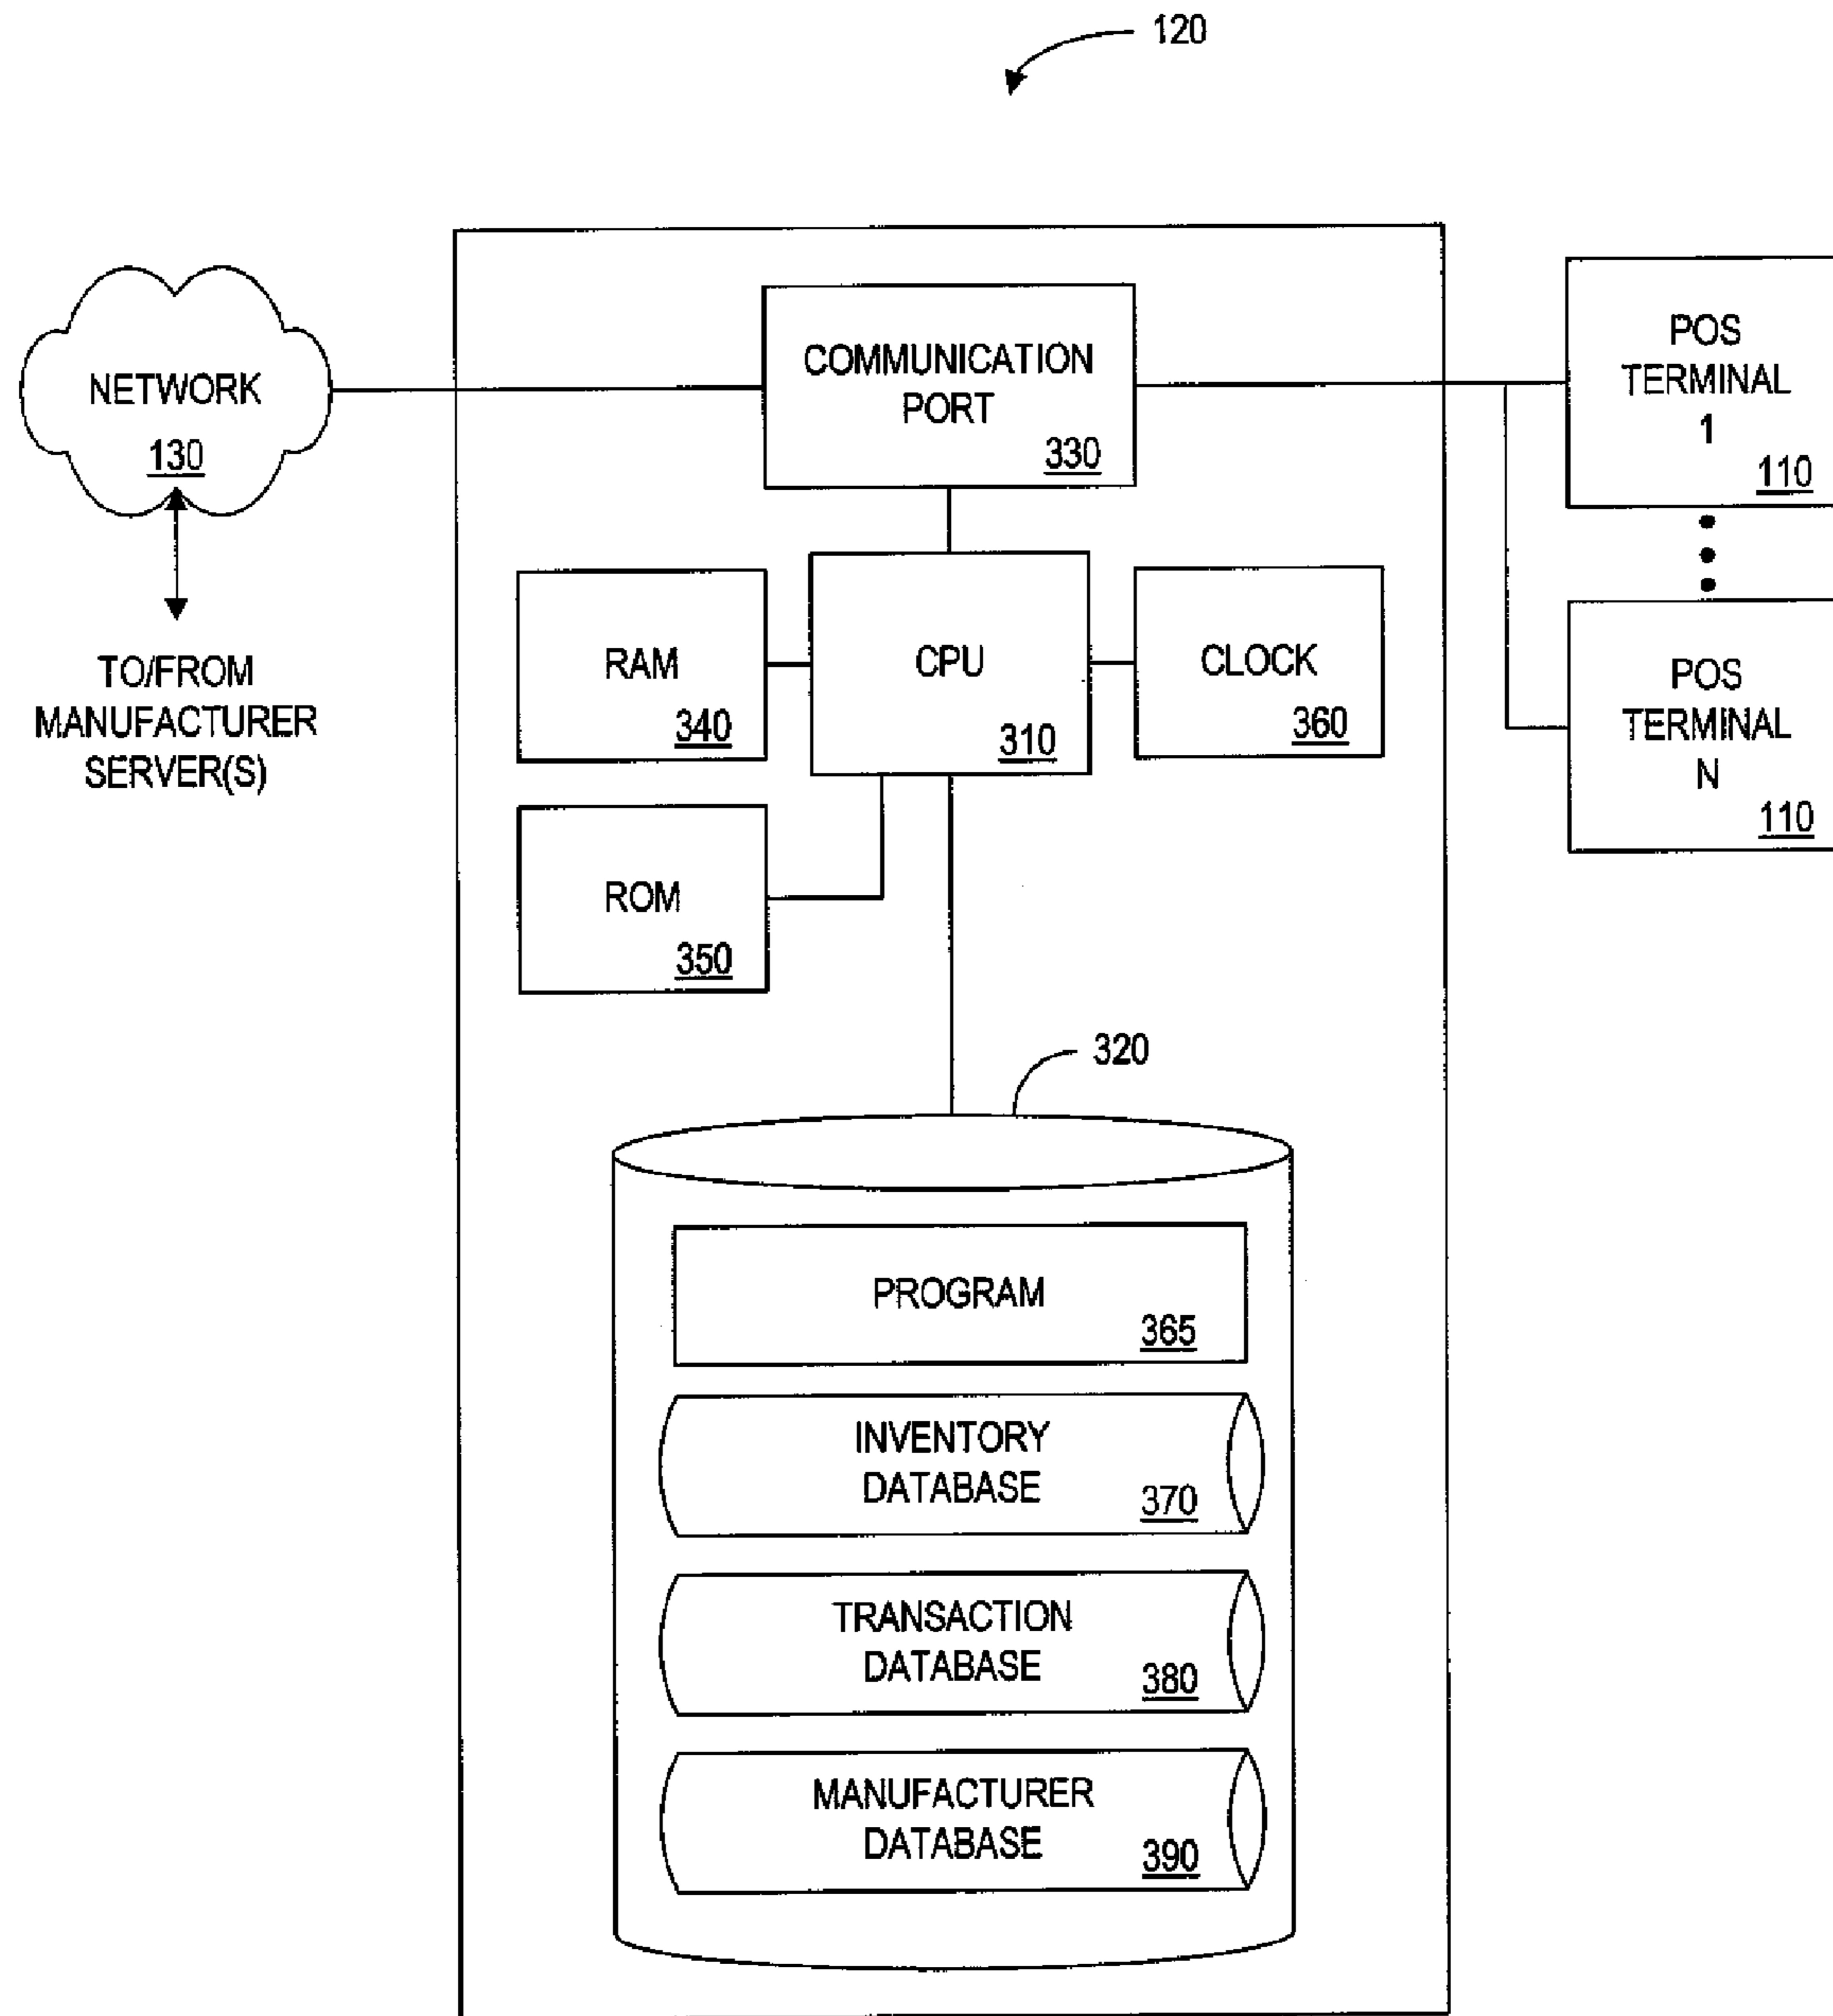 120
NETWORK
130
TO/FROM
MANUFACTURER
SERVER(S)
COMMUNICATION
PORT
330
POS
TERMINAL
1
110
POS
TERMINAL
N
110
RAM
340
CPU
310
CLOCK
360
ROM
350
320
PROGRAM
365
INVENTORY
DATABASE
370
TRANSACTION
DATABASE
380
MANUFACTURER
DATABASE
390